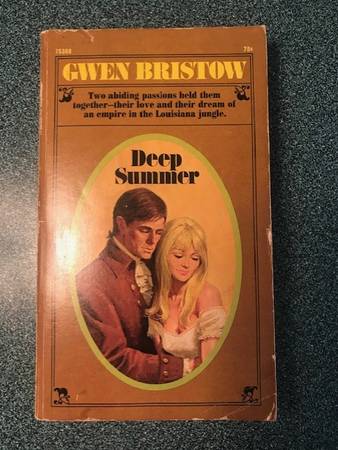 75388
75¢
GWEN BRISTOW
Two abiding passions held them
together—their love and their dream of
an empire in the Louisiana jungle.
Deep
Summer